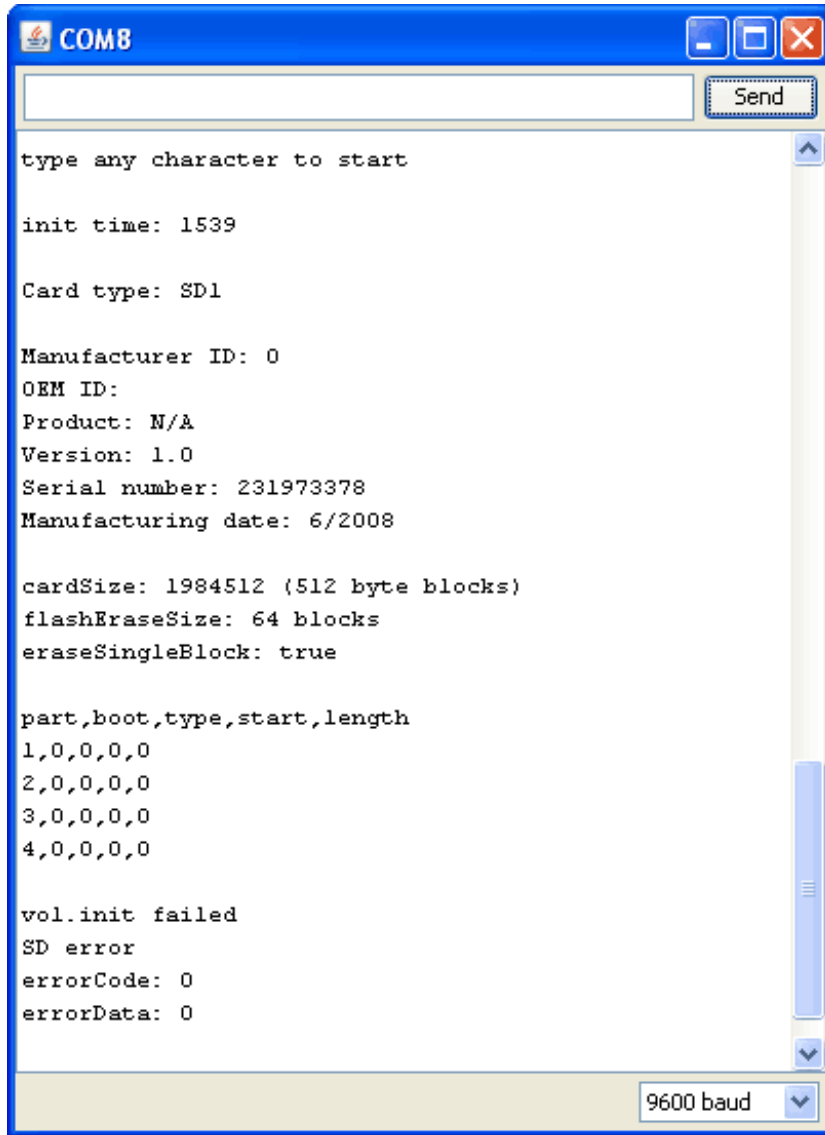 COM8
Send
type any character to start
init time: 1539
Card type: SD1
Manufacturer ID: 0
OEM ID:
Product: N/A
Version: 1.0
Serial number: 231973378
Manufacturing date: 6/2008
cardSize: 1984512 (512 byte blocks)
flashEraseSize: 64 blocks
eraseSingleBlock: true
part,boot,type,start,length
1,0,0,0,0
2,0,0,0,0
3,0,0,0,0
4,0,0,0,0
vol.init failed
SD error
errorCode: 0
errorData: 0
9600 baud